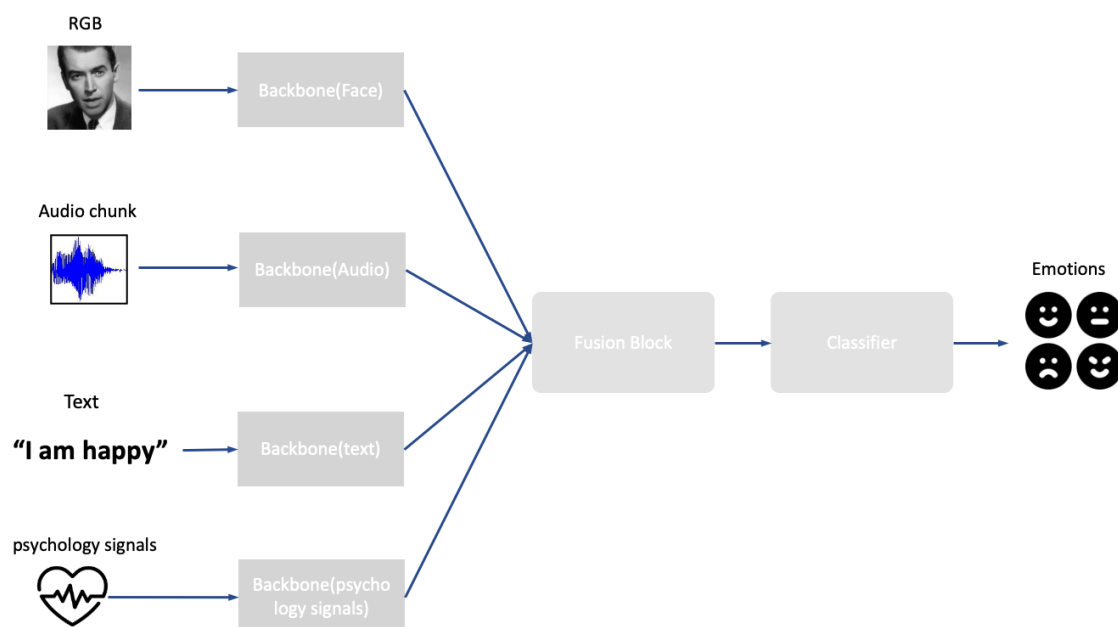 RGB
Backbone(Face)
Audio chunk
Backbone(Audio)
Text
“I am happy”
Backbone(text)
psychology signals
Backbone(psycho
logy signals)
Fusion Block
Classifier
Emotions